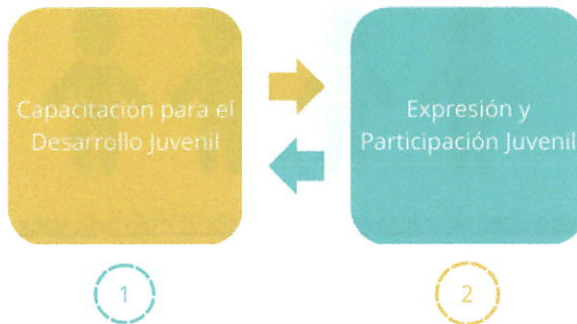 Capacitación para el
Desarrollo Juvenil
Expresión y
Participación Juvenil
1
2